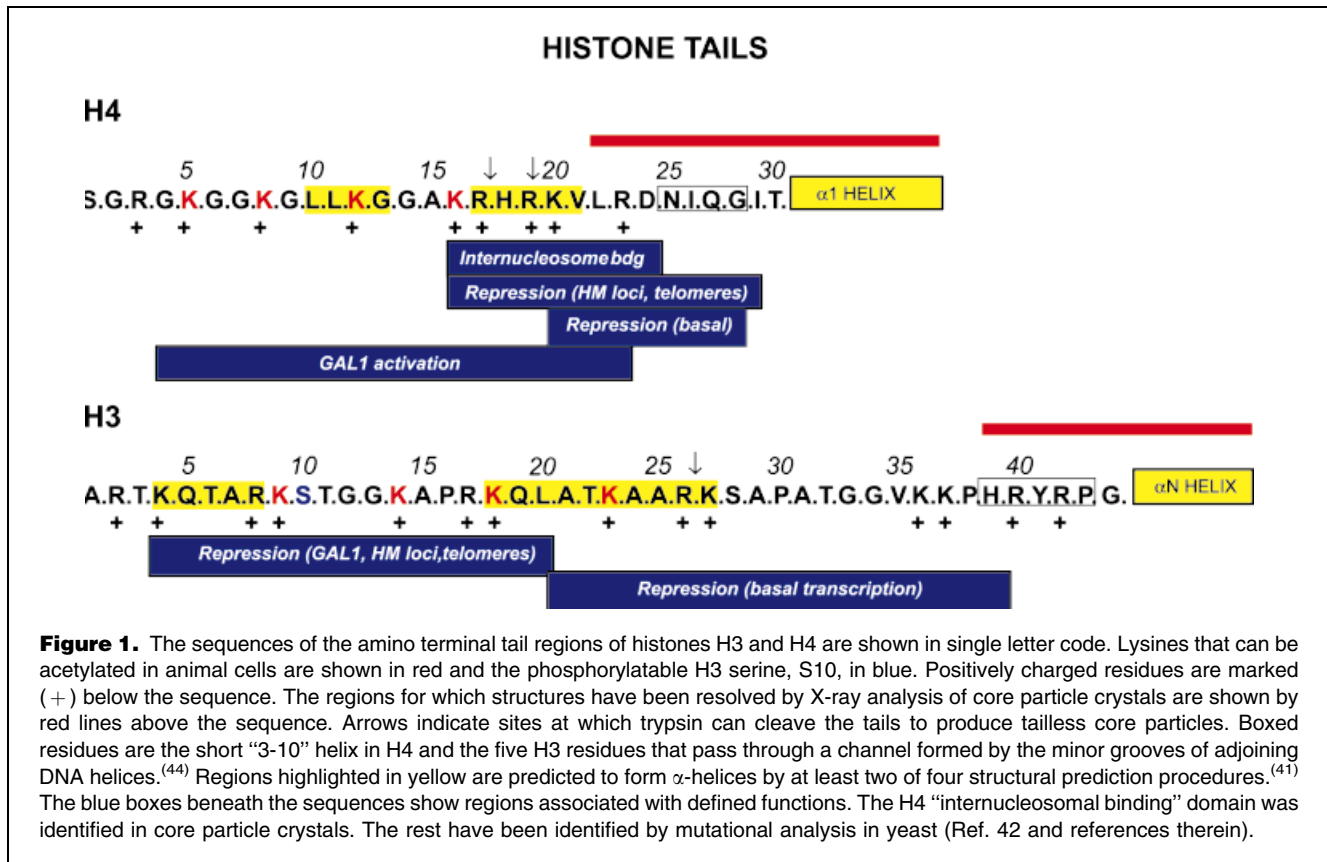 HISTONE TAILS
H4
5 10 15 ↓ ↓20 25 30
S.G.R.G.K.G.G.K.G.L.L.K.G.G.A.K.R.H.R.K.V.L.R.D.N.I.Q.G.I.T. α1 HELIX
+ + + + + + + + +
Internucleosome bdg
Repression (HM loci, telomeres)
Repression (basal)
GAL1 activation
H3
5 10 15 20 25 ↓ 30 35 40
A.R.T.K.Q.T.A.R.K.S.T.G.G.K.A.P.R.K.Q.L.A.T.K.A.A.R.K.S.A.P.A.T.G.G.V.K.K.P.H.R.Y.R.P. G. αN HELIX
+ + + + + + + + + + + + + +
Repression (GAL1, HM loci,telomeres)
Repression (basal transcription)
Figure 1. The sequences of the amino terminal tail regions of histones H3 and H4 are shown in single letter code. Lysines that can be
acetylated in animal cells are shown in red and the phosphorylatable H3 serine, S10, in blue. Positively charged residues are marked
(+) below the sequence. The regions for which structures have been resolved by X-ray analysis of core particle crystals are shown by
red lines above the sequence. Arrows indicate sites at which trypsin can cleave the tails to produce tailless core particles. Boxed
residues are the short “3-10” helix in H4 and the five H3 residues that pass through a channel formed by the minor grooves of adjoining
DNA helices.(44) Regions highlighted in yellow are predicted to form α-helices by at least two of four structural prediction procedures.(41)
The blue boxes beneath the sequences show regions associated with defined functions. The H4 “internucleosomal binding” domain was
identified in core particle crystals. The rest have been identified by mutational analysis in yeast (Ref. 42 and references therein).